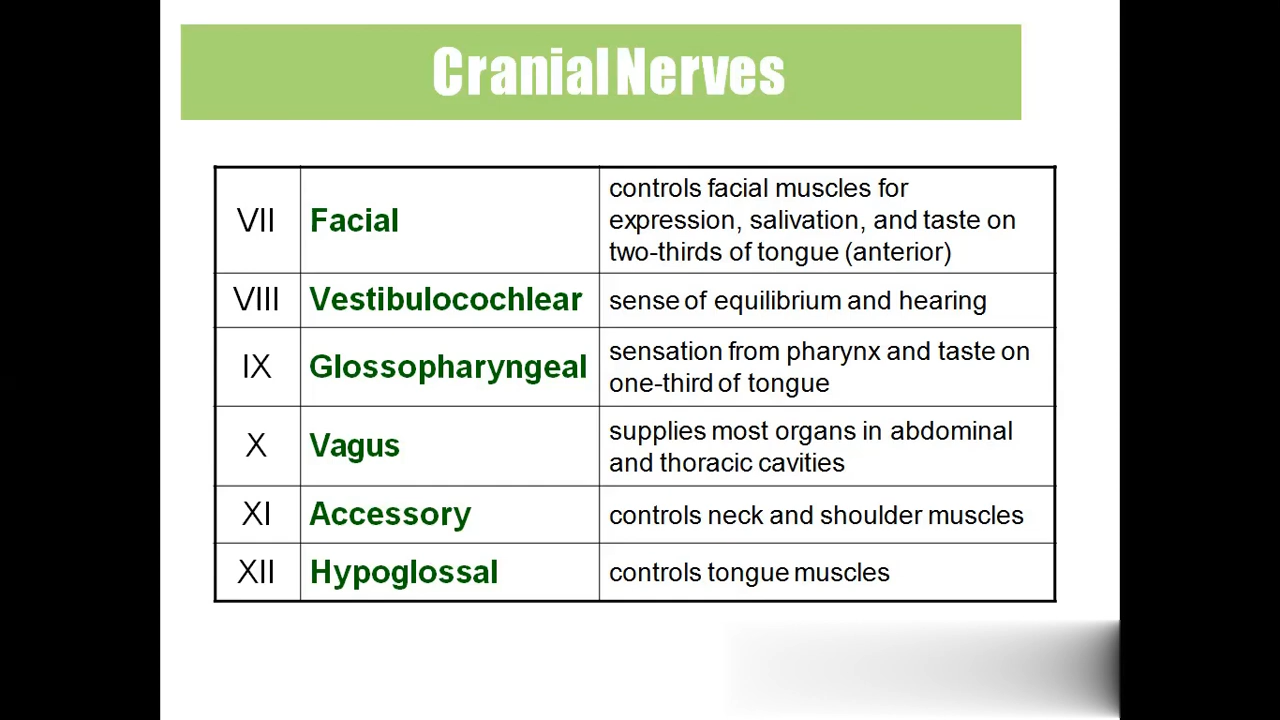 Cranial Nerves
VII
Facial
controls facial muscles for
expression, salivation, and taste on
two-thirds of tongue (anterior)
VIII
Vestibulocochlear
sense of equilibrium and hearing
IX
Glossopharyngeal
sensation from pharynx and taste on
one-third of tongue
X
Vagus
supplies most organs in abdominal
and thoracic cavities
XI
Accessory
controls neck and shoulder muscles
XII
Hypoglossal
controls tongue muscles